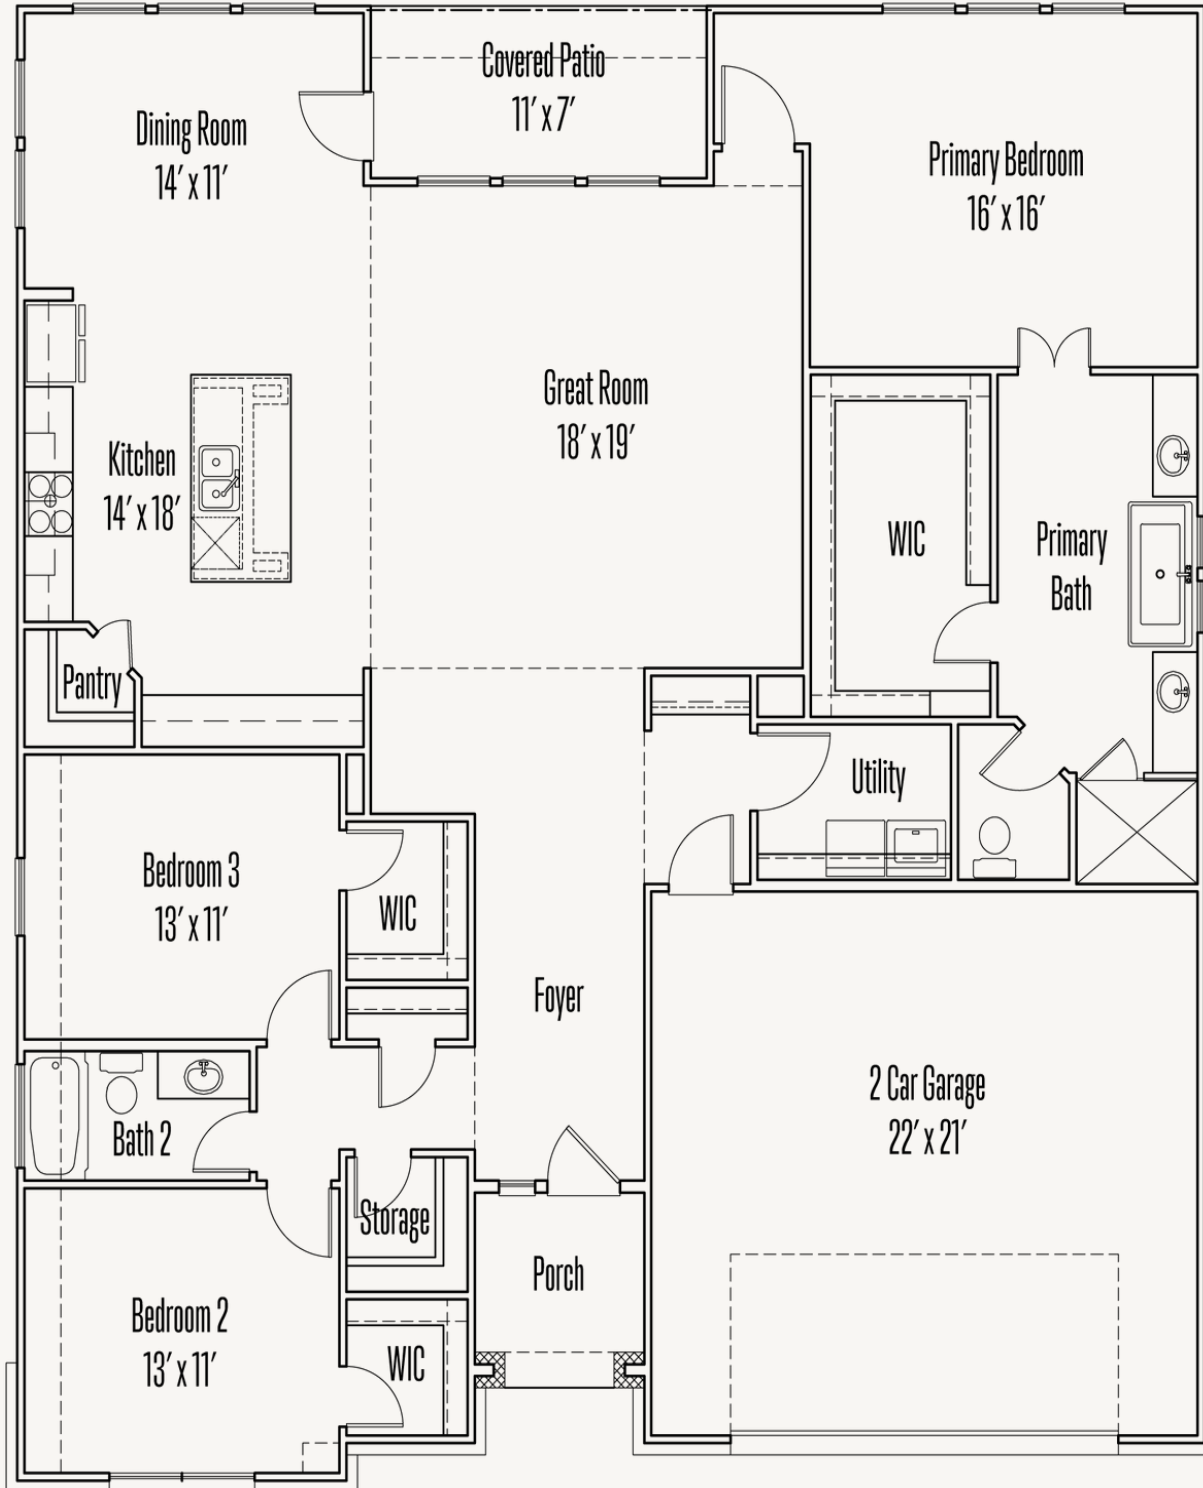 Covered Patio
11' x 7'
Dining Room
14' x 11'
Primary Bedroom
16' x 16'
Great Room
18' x 19'
Kitchen
14' x 18'
WIC
Primary
Bath
Pantry
Utility
Bedroom 3
13' x 11'
WIC
Foyer
2 Car Garage
22' x 21'
Bath 2
Storage
Porch
Bedroom 2
13' x 11'
WIC